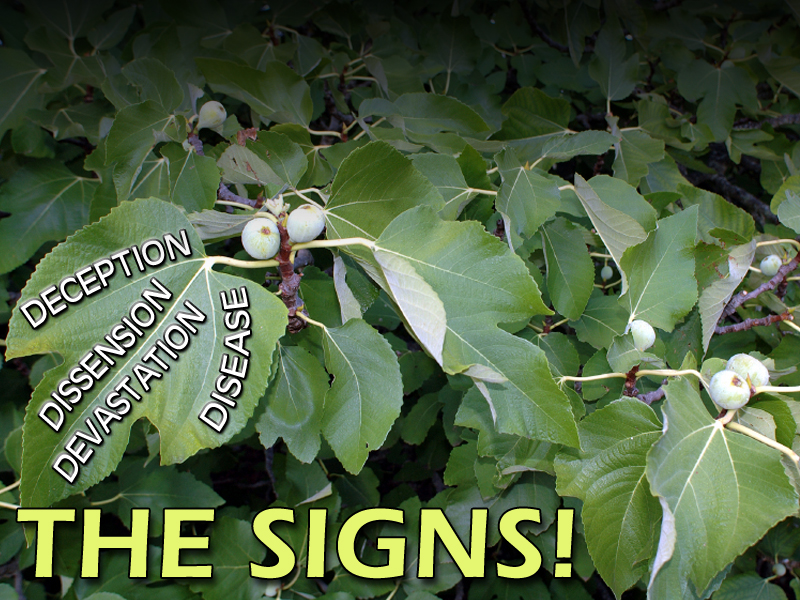 DECEPTION
DISSENSION
DEVASTATION
DISEASE
THE SIGNS!